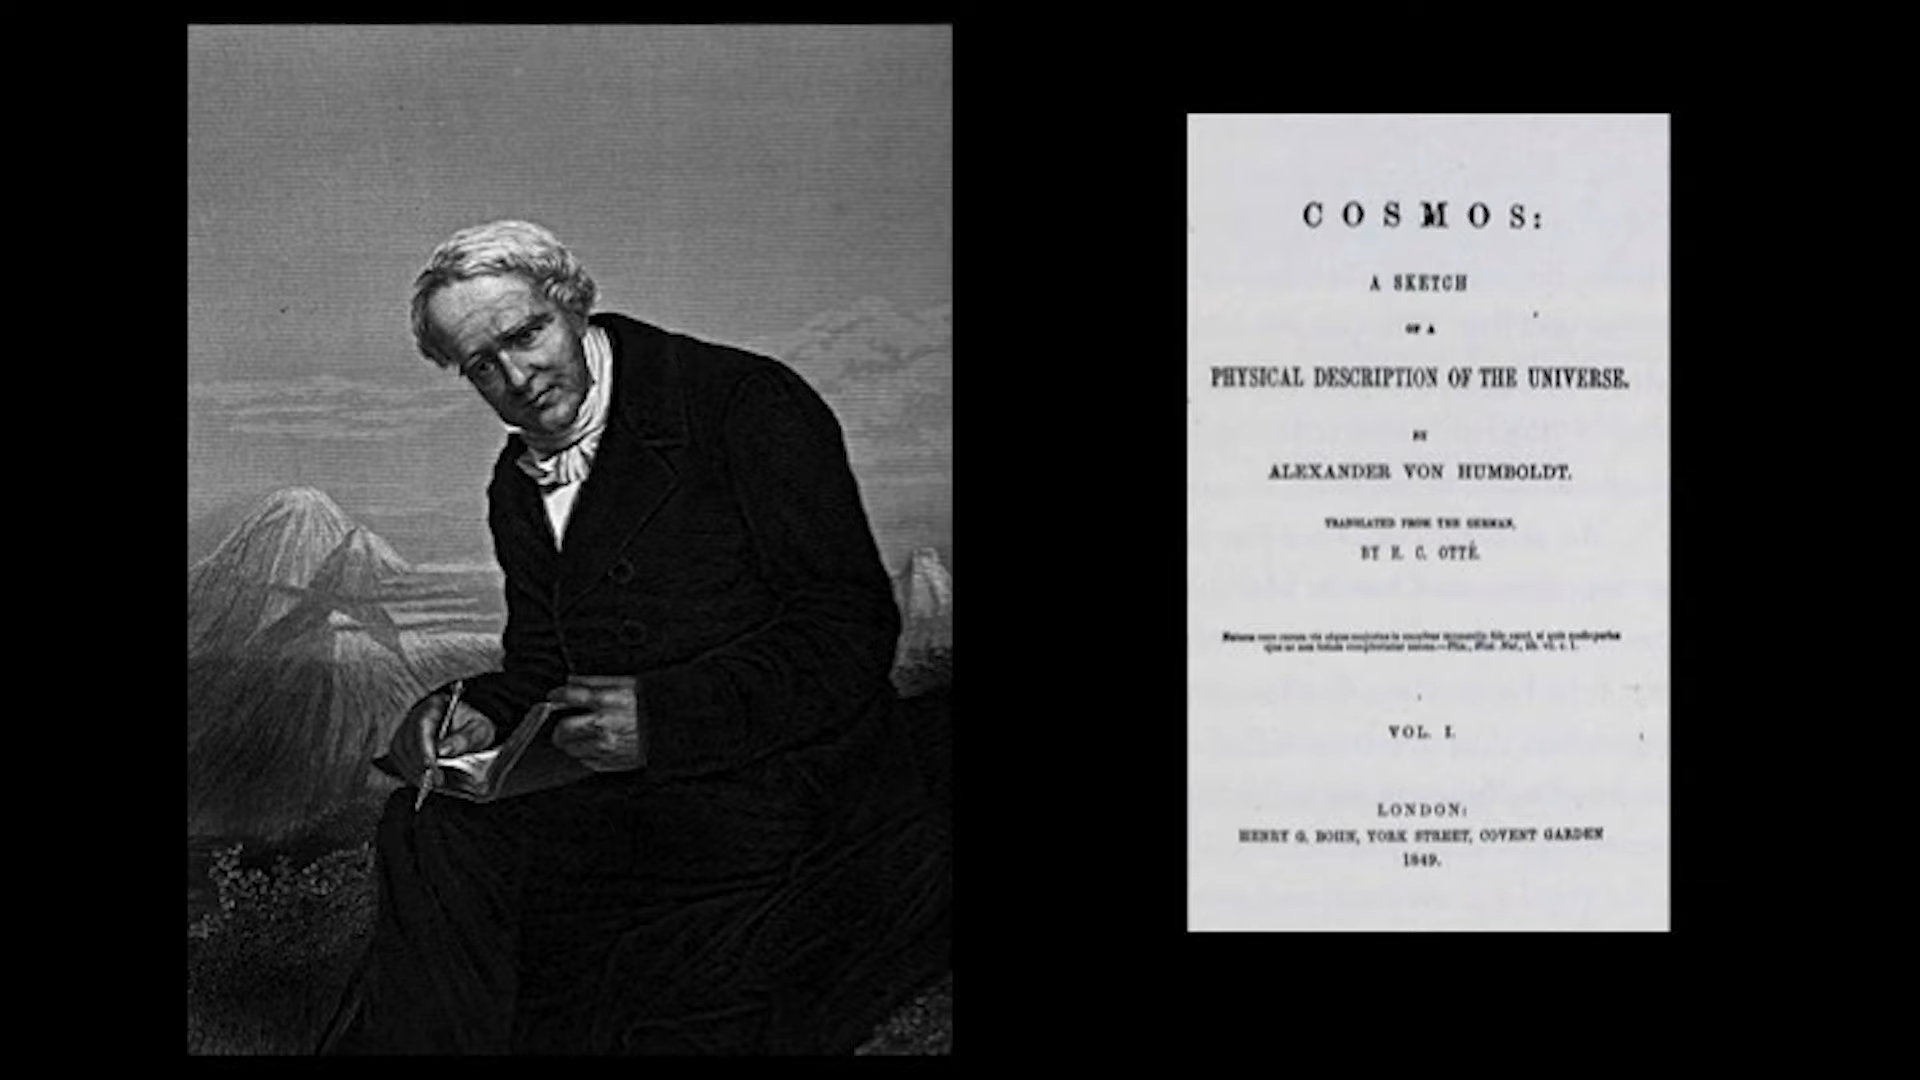 COSMOS:
A SKETCH
OF A
PHYSICAL DESCRIPTION OF THE UNIVERSE.
BY
ALEXANDER VON HUMBOLDT.
TRANSLATED FROM THE GERMAN,
BY E. C. OTTÉ.
VOL. I.
LONDON:
HENRY G. BOHN, YORK STREET, COVENT GARDEN
1849.